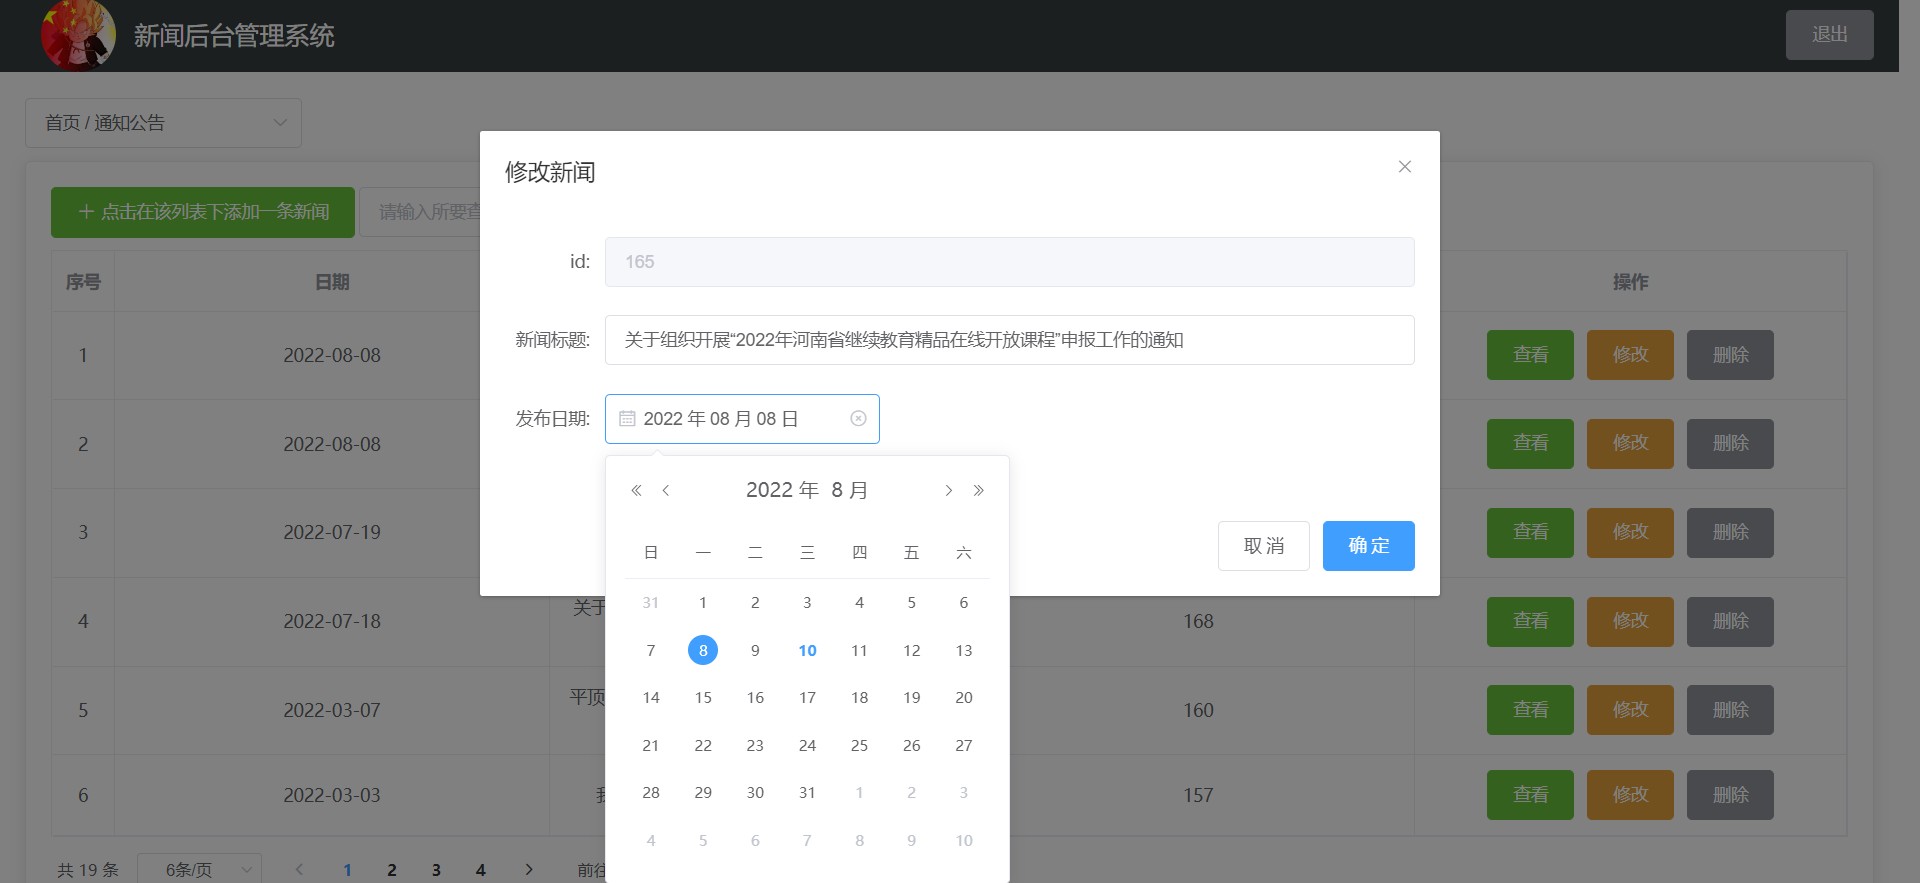 新闻后台管理系统
退出
首页 / 通知公告
点击在该列表下添加一条新闻
请输入所要查
序号 日期 操作
1 2022-08-08 查看 修改 删除
2 2022-08-08 查看 修改 删除
3 2022-07-19 查看 修改 删除
4 2022-07-18 关于 168 查看 修改 删除
5 2022-03-07 平顶 160 查看 修改 删除
6 2022-03-03 157 查看 修改 删除
共 19 条 6条/页 1 2 3 4 前往
修改新闻
id: 165
新闻标题: 关于组织开展“2022年河南省继续教育精品在线开放课程”申报工作的通知
发布日期: 2022 年 08 月 08 日
2022 年 8 月
日 一 二 三 四 五 六
31 1 2 3 4 5 6
7 8 9 10 11 12 13
14 15 16 17 18 19 20
21 22 23 24 25 26 27
28 29 30 31 1 2 3
4 5 6 7 8 9 10
取 消 确 定